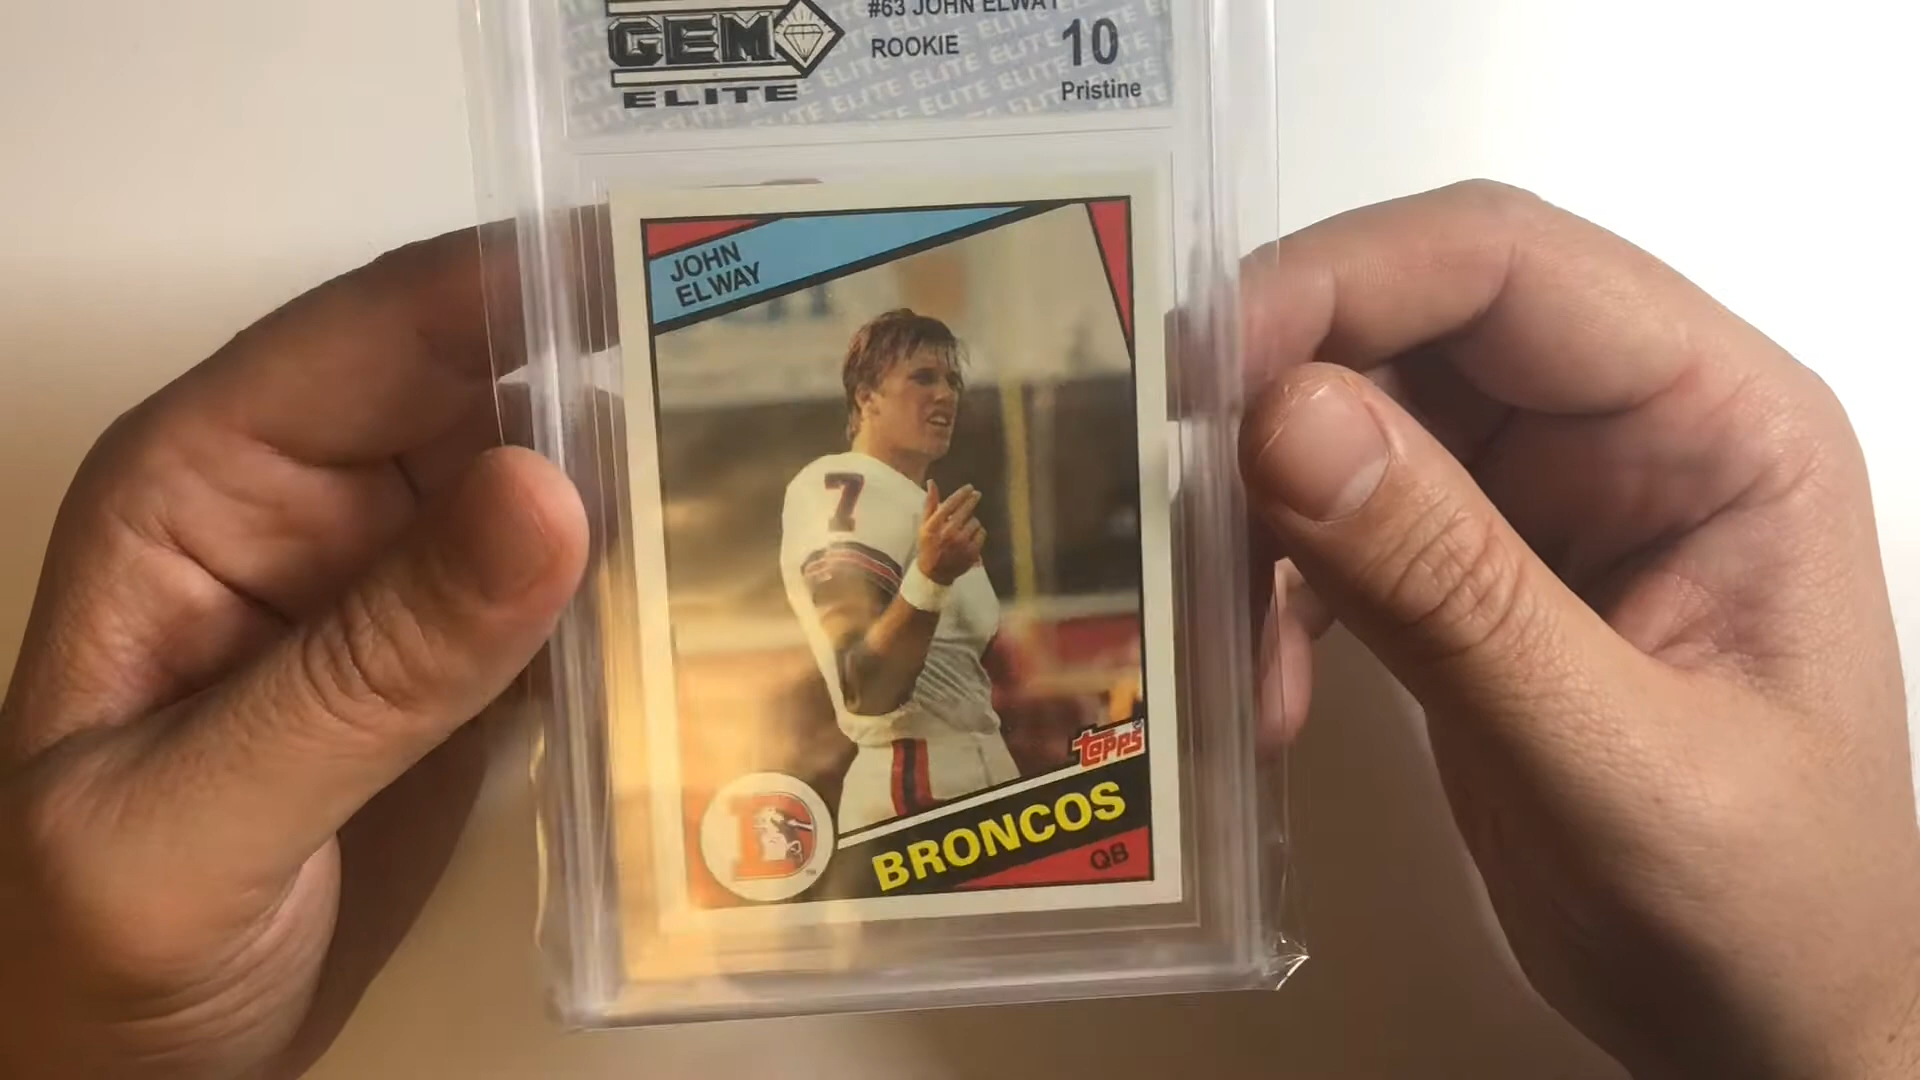 #63 JOHN ELWAY
GEM
ROOKIE
10
ELITE
Pristine
JOHN
ELWAY
7
topps
BRONCOS
QB
D